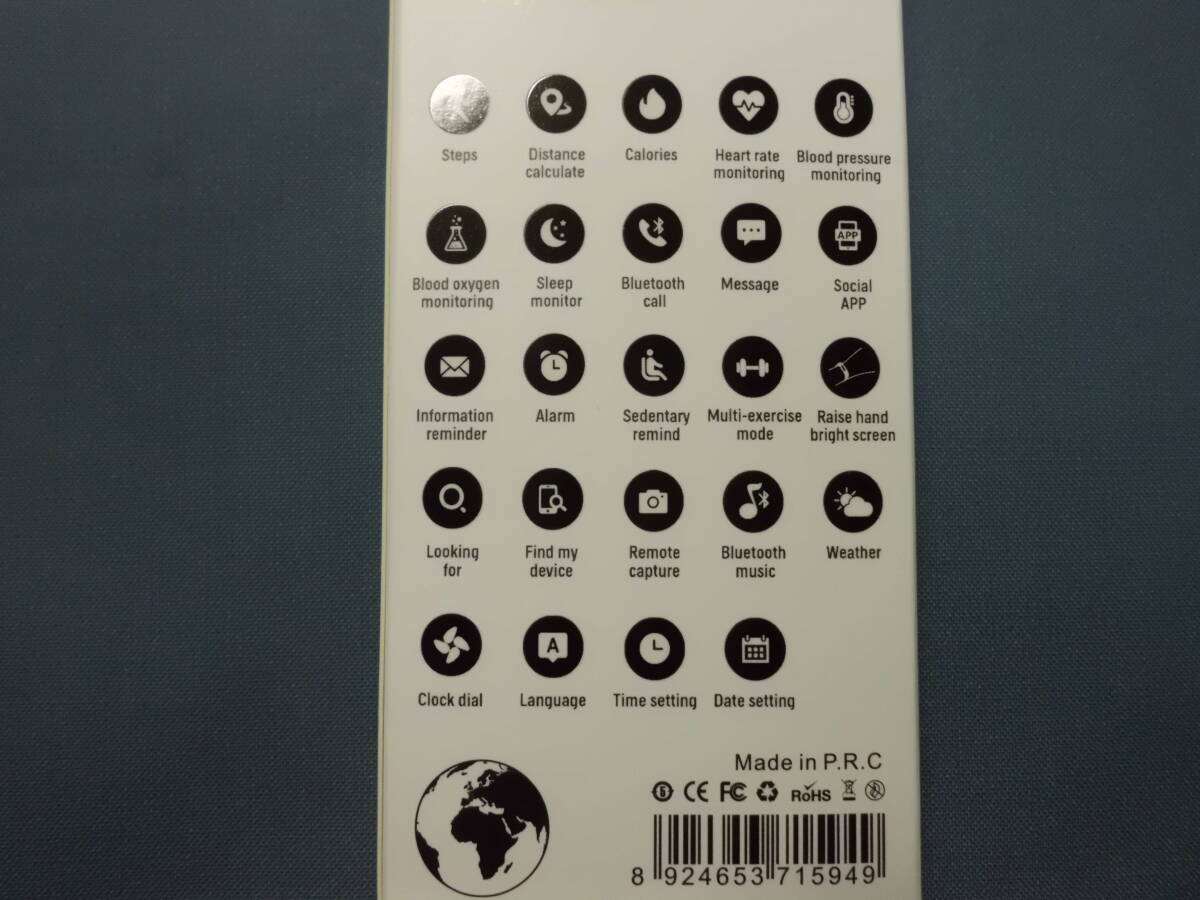 Steps
Distance
calculate
Calories
Heart rate
monitoring
Blood pressure
monitoring
Blood oxygen
monitoring
Sleep
monitor
Bluetooth
call
Message
APP
Social
APP
Information
reminder
Alarm
Sedentary
remind
Multi-exercise
mode
Raise hand
bright screen
Looking
for
Find my
device
Remote
capture
Bluetooth
music
Weather
Clock dial
A
Language
Time setting
Date setting
Made in P.R.C
CE FC RoHS
8 924653 715949